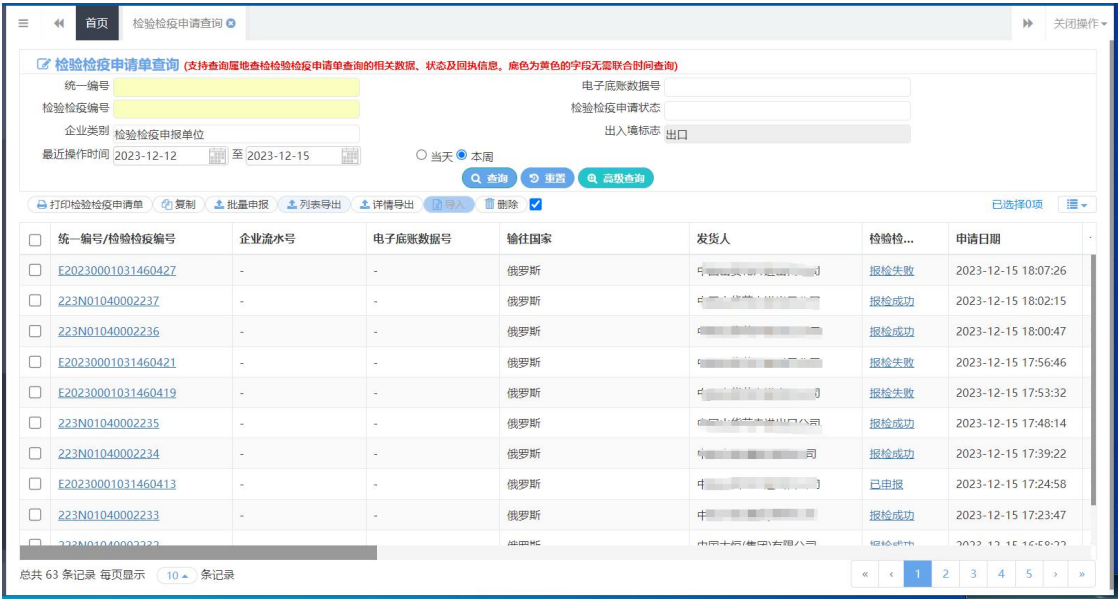 首页 检验检疫申请查询 关闭操作
检验检疫申请单查询 (支持查询属地查检检验检疫申请单查询的相关数据、状态及回执信息。底色为黄色的字段无需联合时间查询)
统一编号 电子底账数据号
检验检疫编号 检验检疫申请状态
企业类别 检验检疫申报单位 出入境标志 出口
最近操作时间 2023-12-12 至 2023-12-15 当天 本周
查询 重置 高级查询
打印检验检疫申请单 复制 批量申报 列表导出 详情导出 导入 删除 已选择0项
统一编号/检验检疫编号 企业流水号 电子底账数据号 输往国家 发货人 检验检... 申请日期
E20230001031460427 - - 俄罗斯 报检失败 2023-12-15 18:07:26
223N01040002237 - - 俄罗斯 报检成功 2023-12-15 18:02:15
223N01040002236 - - 俄罗斯 报检成功 2023-12-15 18:00:47
E20230001031460421 - - 俄罗斯 报检失败 2023-12-15 17:56:46
E20230001031460419 - - 俄罗斯 报检失败 2023-12-15 17:53:32
223N01040002235 - - 俄罗斯 报检成功 2023-12-15 17:48:14
223N01040002234 - - 俄罗斯 司 报检成功 2023-12-15 17:39:22
E20230001031460413 - - 俄罗斯 已申报 2023-12-15 17:24:58
223N01040002233 - - 俄罗斯 报检成功 2023-12-15 17:23:47
总共 63 条记录 每页显示 10 条记录 « ‹ 1 2 3 4 5 › »